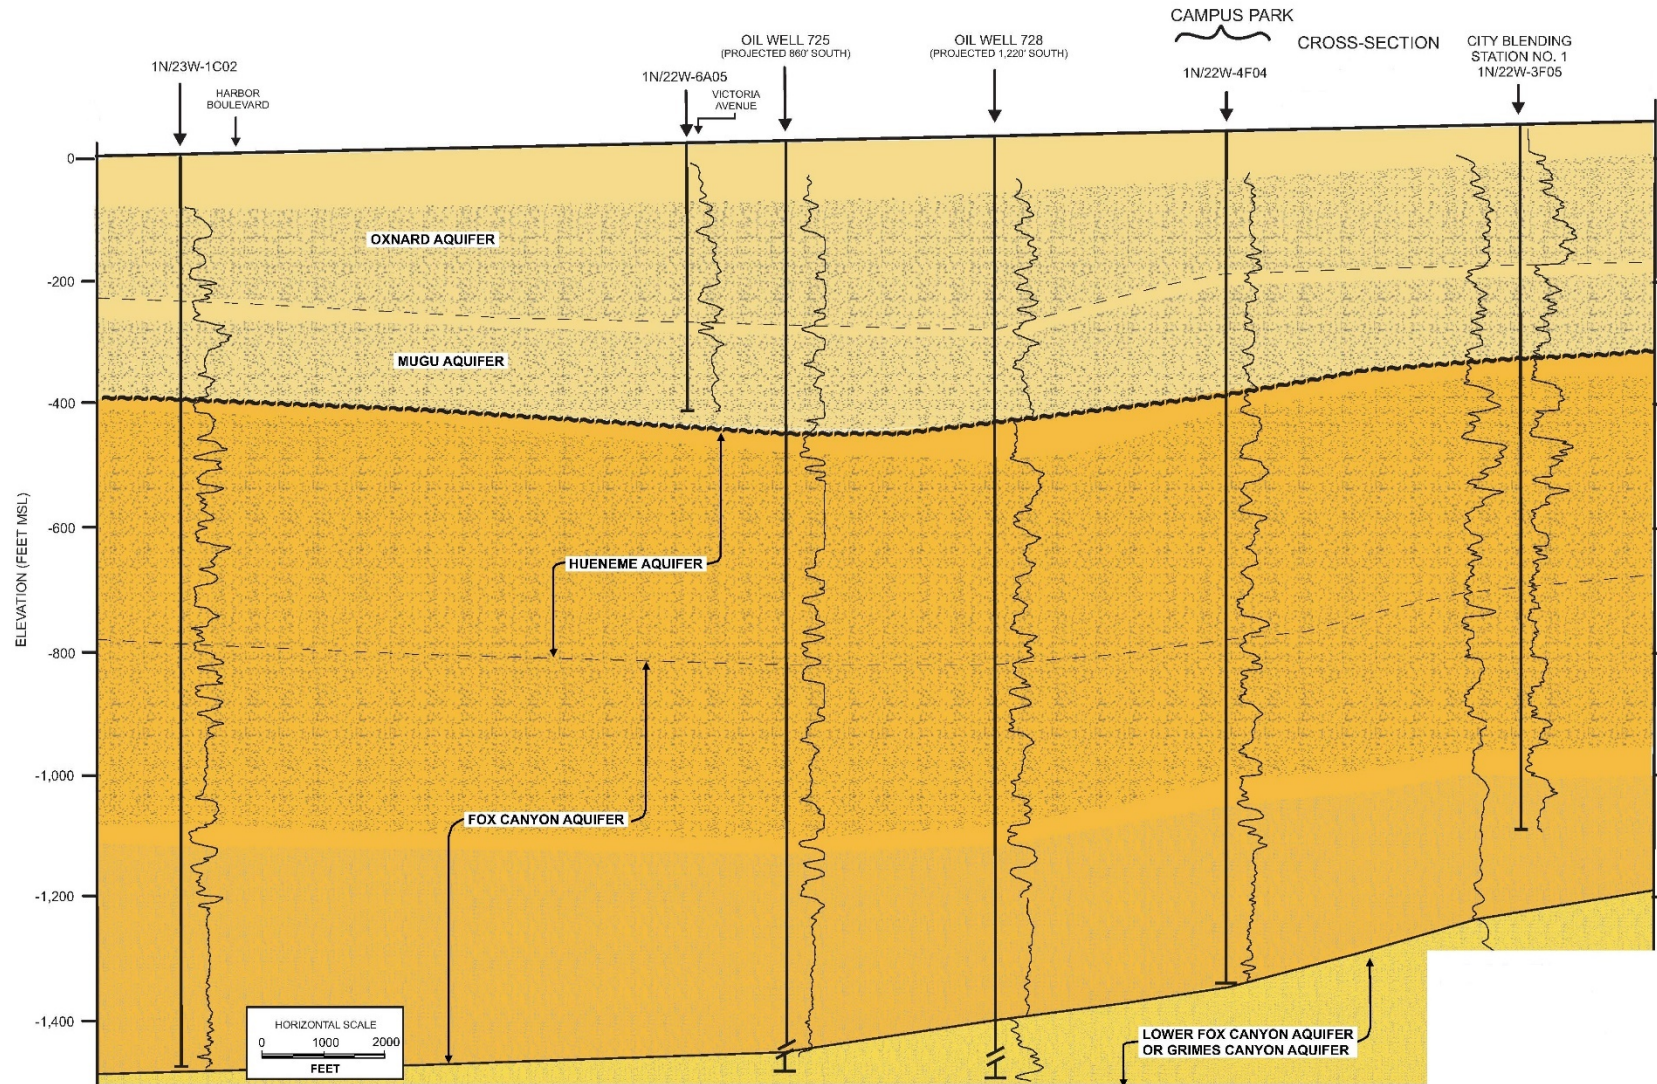 CAMPUS PARK
CROSS-SECTION
1N/23W-1C02
HARBOR
BOULEVARD
1N/22W-6A05
VICTORIA
AVENUE
OIL WELL 725
(PROJECTED 860' SOUTH)
OIL WELL 728
(PROJECTED 1,220' SOUTH)
1N/22W-4F04
CITY BLENDING
STATION NO. 1
1N/22W-3F05
ELEVATION (FEET MSL)
0
-200
-400
-600
-800
-1,000
-1,200
-1,400
OXNARD AQUIFER
MUGU AQUIFER
HUENEME AQUIFER
FOX CANYON AQUIFER
LOWER FOX CANYON AQUIFER
OR GRIMES CANYON AQUIFER
HORIZONTAL SCALE
0 1000 2000
FEET